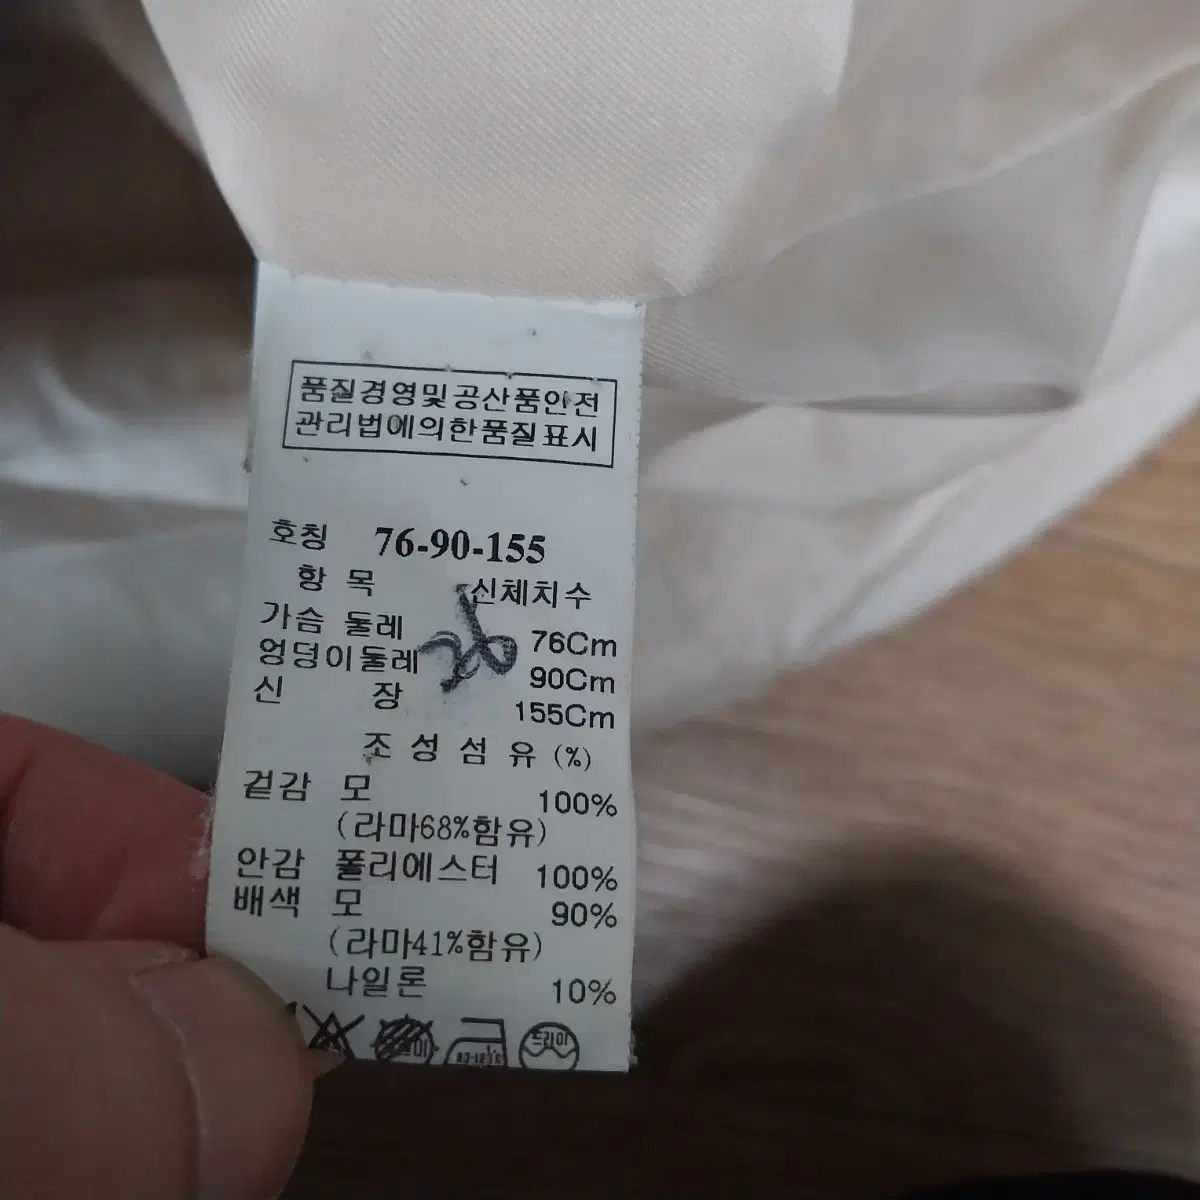 품질경영및공산품안전
관리법에의한품질표시
호칭 76-90-155
항 목 신체치수
가슴 둘레 76Cm
엉덩이둘레 90Cm
신 장 155Cm
조 성 섬 유 (%)
겉감 모 100%
(라마68%함유)
안감 폴리에스터 100%
배색 모 90%
(라마41%함유)
나일론 10%
드라이